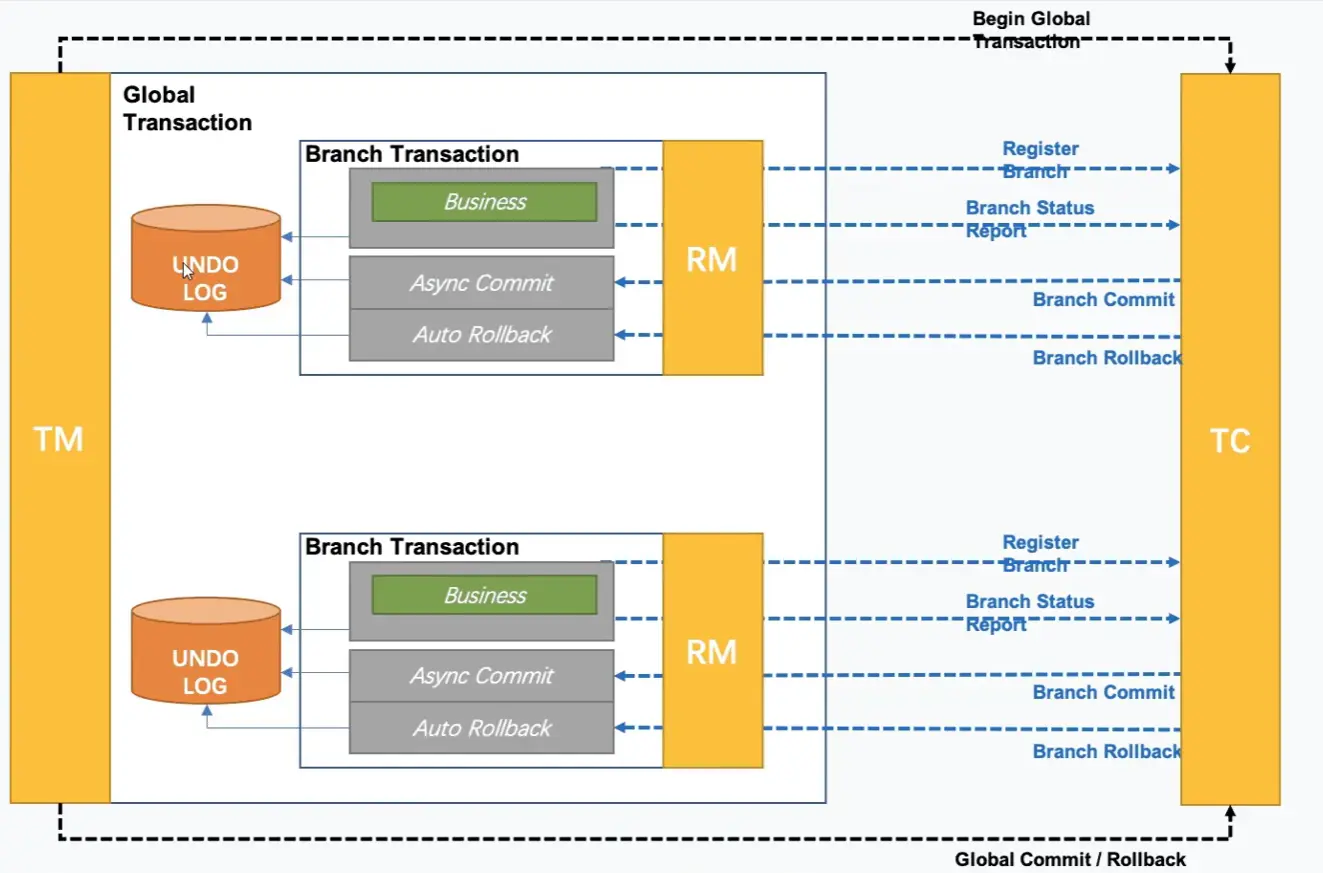 Begin Global
Transaction
Global
Transaction
Branch Transaction
Business
Async Commit
Auto Rollback
UNDO
LOG
RM
Register
Branch
Branch Status
Report
Branch Commit
Branch Rollback
TM
TC
Branch Transaction
Business
Async Commit
Auto Rollback
UNDO
LOG
RM
Register
Branch
Branch Status
Report
Branch Commit
Branch Rollback
Global Commit / Rollback